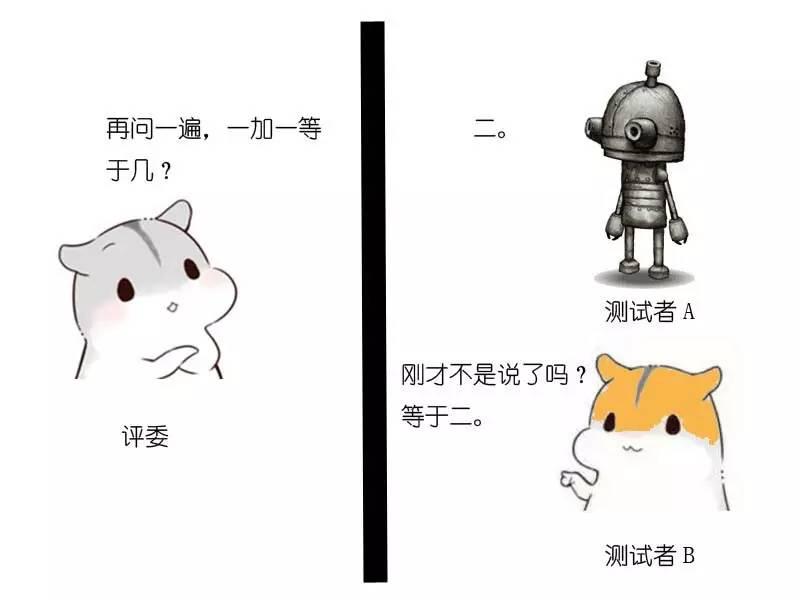 再问一遍，一加一等
于几？
评委
二。
测试者 A
刚才不是说了吗？
等于二。
测试者 B